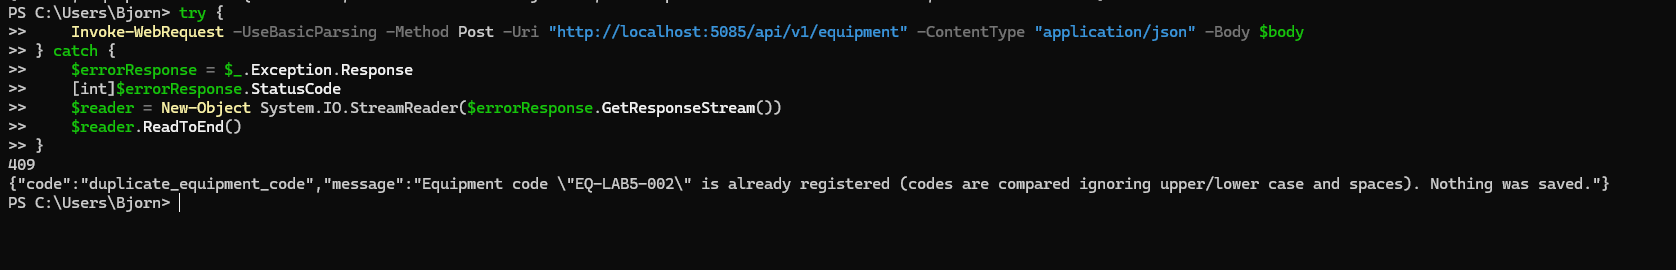 PS C:\Users\Bjorn> try {
>>     Invoke-WebRequest -UseBasicParsing -Method Post -Uri "http://localhost:5085/api/v1/equipment" -ContentType "application/json" -Body $body
>> } catch {
>>     $errorResponse = $_.Exception.Response
>>     [int]$errorResponse.StatusCode
>>     $reader = New-Object System.IO.StreamReader($errorResponse.GetResponseStream())
>>     $reader.ReadToEnd()
>> }
409
{"code":"duplicate_equipment_code","message":"Equipment code \"EQ-LAB5-002\" is already registered (codes are compared ignoring upper/lower case and spaces). Nothing was saved."}
PS C:\Users\Bjorn>